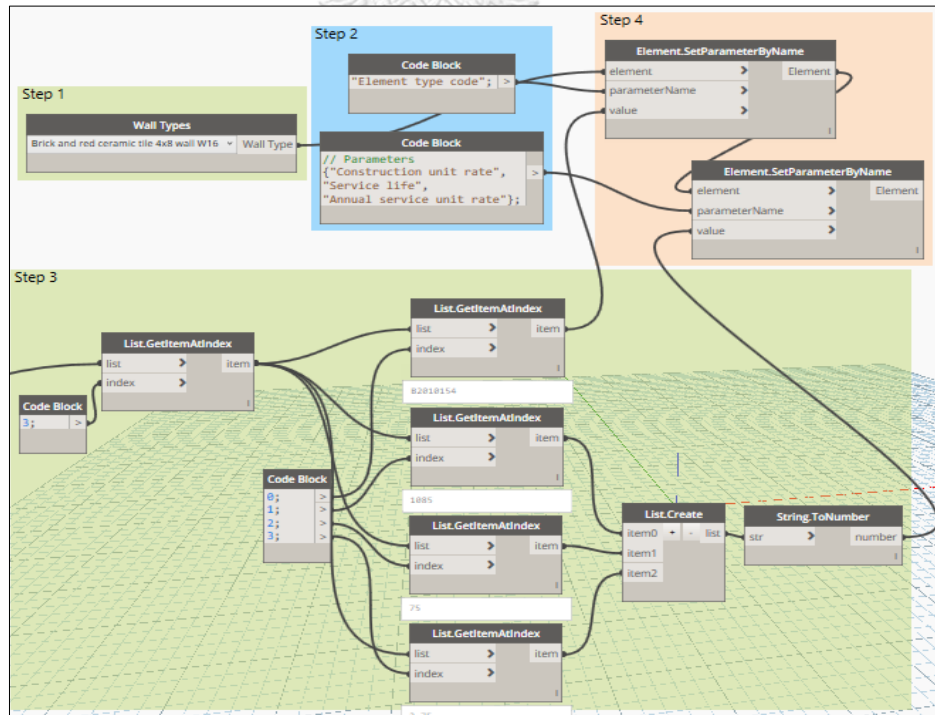 Step 1
Wall Types
Brick and red ceramic tile 4x8 wall W16
Wall Type
Step 2
Code Block
"Element type code"; >
Code Block
// Parameters
{"Construction unit rate", >
"Service life",
"Annual service unit rate"};
Step 4
Element.SetParameterByName
element > Element
parameterName >
value >
Element.SetParameterByName
element > Element
parameterName >
value >
Step 3
List.GetItemAtIndex
list > item
index >
Code Block
3; >
Code Block
0; >
1; >
2; >
3; >
List.GetItemAtIndex
list > item
index >
B2010154
List.GetItemAtIndex
list > item
index >
1085
List.GetItemAtIndex
list > item
index >
75
List.GetItemAtIndex
list > item
index >
List.Create
item0 + - list
item1
item2
String.ToNumber
str > number